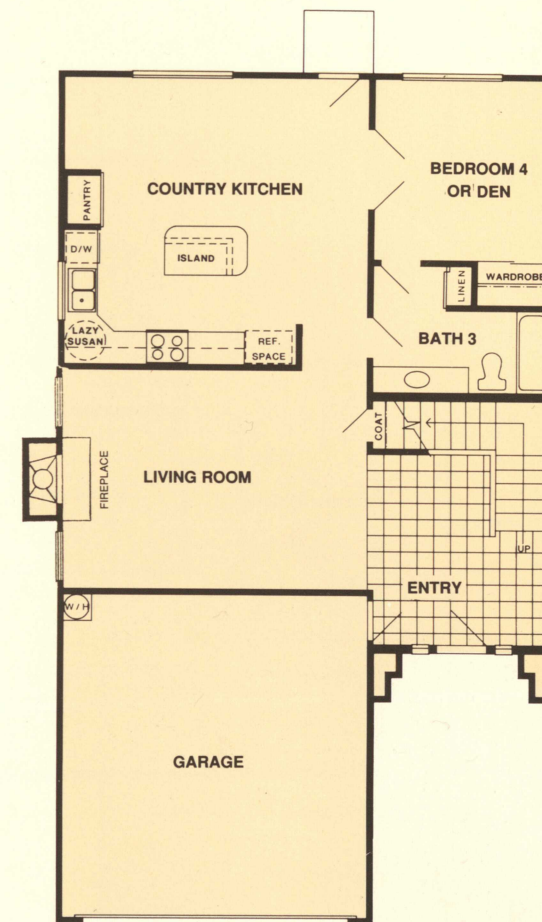 COUNTRY KITCHEN
BEDROOM 4
OR DEN
PANTRY
D/W
ISLAND
LINEN
WARDROBE
LAZY
SUSAN
REF.
SPACE
BATH 3
COAT
FIREPLACE
LIVING ROOM
UP
ENTRY
W/H
GARAGE